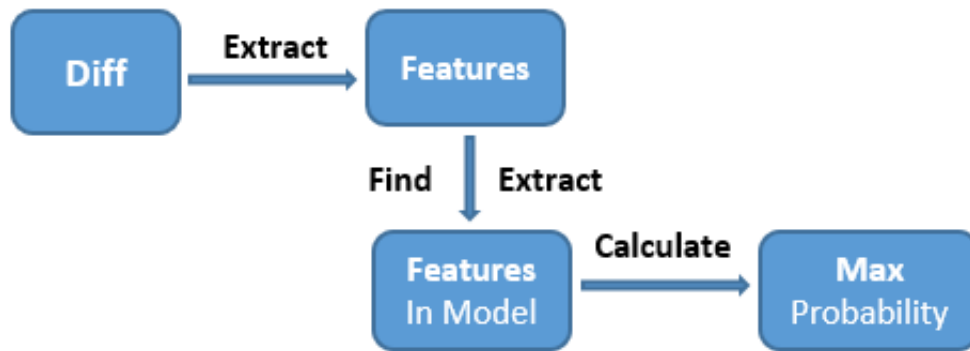 Diff
Extract
Features
Find Extract
Features
In Model
Calculate
Max
Probability